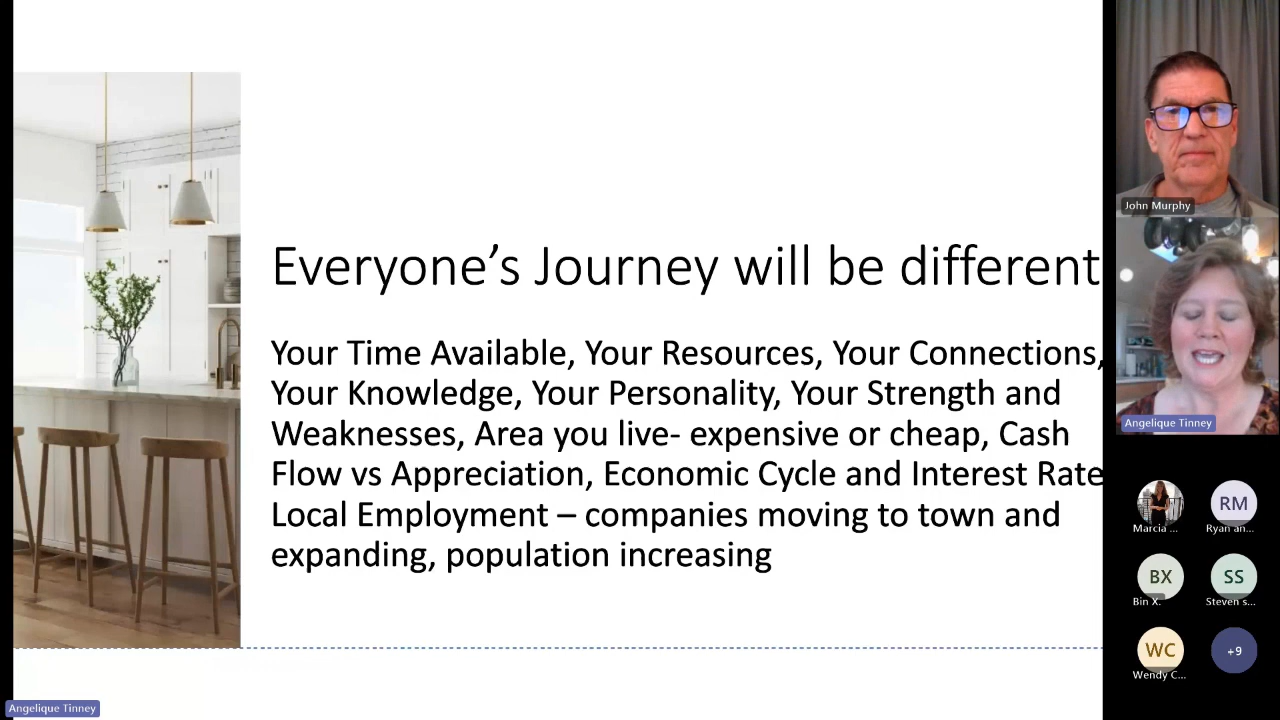 Everyone’s Journey will be different
Your Time Available, Your Resources, Your Connections,
Your Knowledge, Your Personality, Your Strength and
Weaknesses, Area you live- expensive or cheap, Cash
Flow vs Appreciation, Economic Cycle and Interest Rate
Local Employment – companies moving to town and
expanding, population increasing
John Murphy
Angelique Tinney
RM
Marcia ...
Ryan an...
BX
SS
Bin X.
Steven s...
WC
+9
Wendy C...
Angelique Tinney